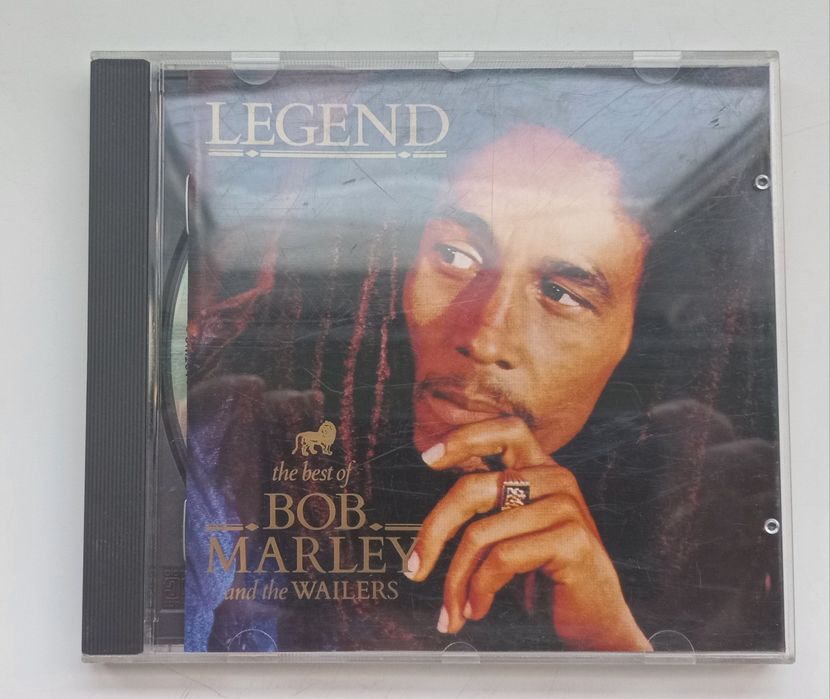 LEGEND
the best of
BOB
MARLEY
and the WAILERS